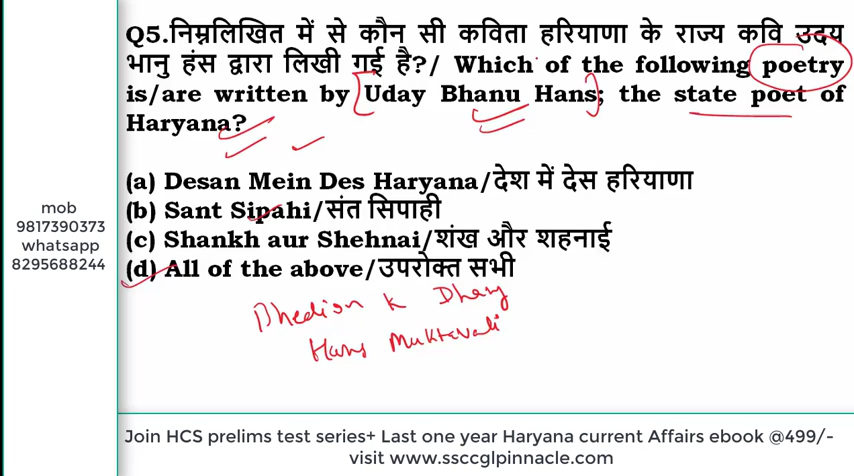 Q5.निम्नलिखित में से कौन सी कविता हरियाणा के राज्य कवि उदय
भानु हंस द्वारा लिखी गई है?/ Which of the following poetry
is/are written by Uday Bhanu Hans; the state poet of
Haryana?
(a) Desan Mein Des Haryana/देश में देस हरियाणा
(b) Sant Sipahi/संत सिपाही
(c) Shankh aur Shehnai/शंख और शहनाई
(d) All of the above/उपरोक्त सभी
mob
9817390373
whatsapp
8295688244
K
Hans Muktavali
Join HCS prelims test series+ Last one year Haryana current Affairs ebook @499/-
visit www.ssccglpinnacle.com